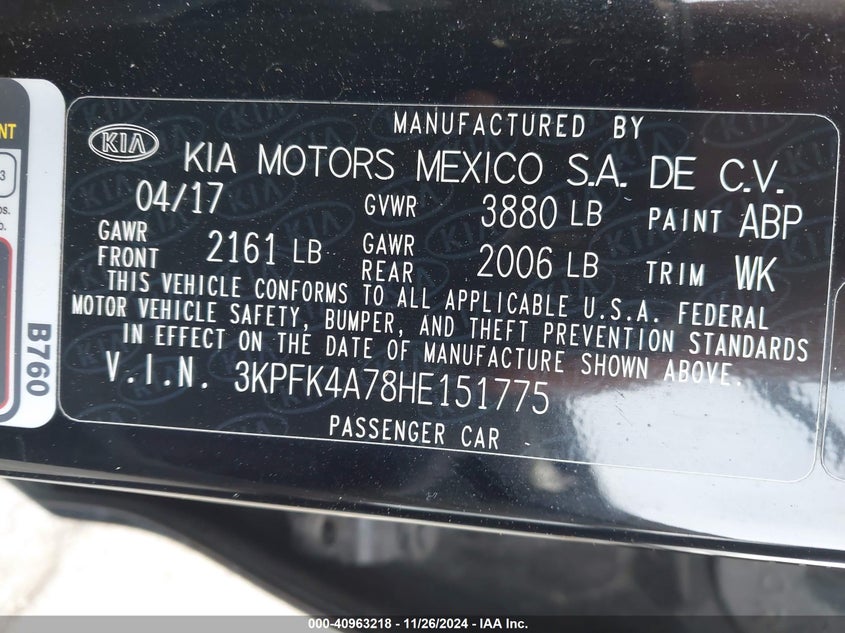 MANUFACTURED BY
KIA KIA MOTORS MEXICO S.A. DE C.V.
04/17 GVWR 3880 LB PAINT ABP
GAWR FRONT 2161 LB GAWR REAR 2006 LB TRIM WK
THIS VEHICLE CONFORMS TO ALL APPLICABLE U.S.A. FEDERAL
MOTOR VEHICLE SAFETY, BUMPER, AND THEFT PREVENTION STANDARDS
IN EFFECT ON THE DATE OF MANUFACTURE SHOWN ABOVE.
V.I.N. 3KPFK4A78HE151775
PASSENGER CAR
B760
000-40963218 - 11/26/2024 - IAA Inc.